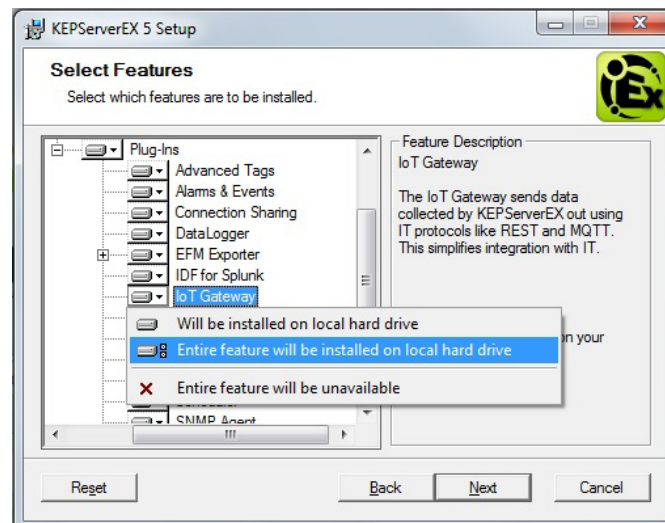 KEPServerEX 5 Setup
Select Features
Select which features are to be installed.
Ex
Plug-Ins
Advanced Tags
Alarms & Events
Connection Sharing
DataLogger
EFM Exporter
IDF for Splunk
IoT Gateway
Will be installed on local hard drive
Entire feature will be installed on local hard drive
Entire feature will be unavailable
SNMP Agent
Feature Description
IoT Gateway
The IoT Gateway sends data
collected by KEPServerEX out using
IT protocols like REST and MQTT.
This simplifies integration with IT.
on your
Reset
Back
Next
Cancel